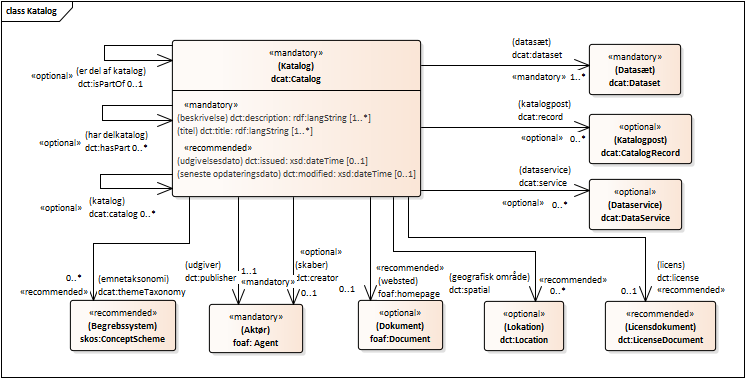 class Katalog
«mandatory»
(Katalog)
dcat:Catalog
«mandatory»
(beskrivelse) dct:description: rdf:langString [1..*]
(titel) dct:title: rdf:langString [1..*]
«recommended»
(udgivelsesdato) dct:issued: xsd:dateTime [0..1]
(seneste opdateringsdato) dct:modified: xsd:dateTime [0..1]
(er del af katalog)
«optional»
dct:isPartOf 0..1
(har delkatalog)
«optional»
dct:hasPart 0..*
(katalog)
«optional»
dcat:catalog 0..*
(datasæt)
dcat:dataset
«mandatory» 1..*
«mandatory»
(Datasæt)
dcat:Dataset
(katalogpost)
dcat:record
«optional» 0..*
«optional»
(Katalogpost)
dcat:CatalogRecord
(dataservice)
dcat:service
«optional» 0..*
«optional»
(Dataservice)
dcat:DataService
0..*
(emnetaksonomi)
«recommended»
dcat:themeTaxonomy
«recommended»
(Begrebssystem)
skos:ConceptScheme
(udgiver)
dct:publisher
1..1
«mandatory»
«mandatory»
(Aktør)
foaf: Agent
«optional»
(skaber)
dct:creator
0..1
«recommended»
(websted)
foaf:homepage
0..1
«optional»
(Dokument)
foaf:Document
(geografisk område)
dct:spatial
«recommended»
0..*
«optional»
(Lokation)
dct:Location
(licens)
dct:license
«recommended»
0..1
«recommended»
(Licensdokument)
dct:LicenseDocument